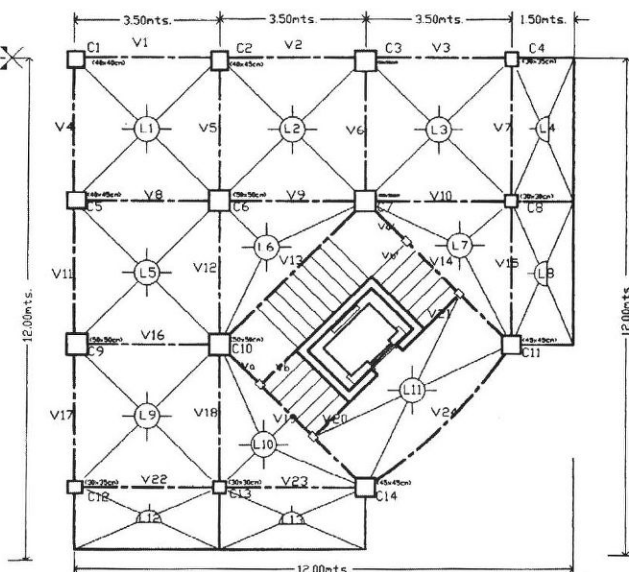 3.50mts. 3.50mts. 3.50mts. 1.50mts.
C1 V1 C2 V2 C3 V3 C4
(40x40cm) (40x45cm) (30x35cm)
V4 L1 V5 L2 V6 L3 V7 L4
(40x45cm) V8 (50x50cm) V9 V10 (30x30cm)
C5 C6 C7 C8
L6 Va' L7
V11 L5 V12 V13 Vb' V14 V15 L8
12.00mts. 12.00mts.
V16 V21
(50x50cm) (50x50cm) (45x45cm)
C9 C10 C11
Va Vb
V17 L9 V18 V19 V20 L11 V24
L10
(30x35cm) V22 (30x30cm) V23 (45x45cm)
C12 C13 C14
L12 L13
12.00mts.